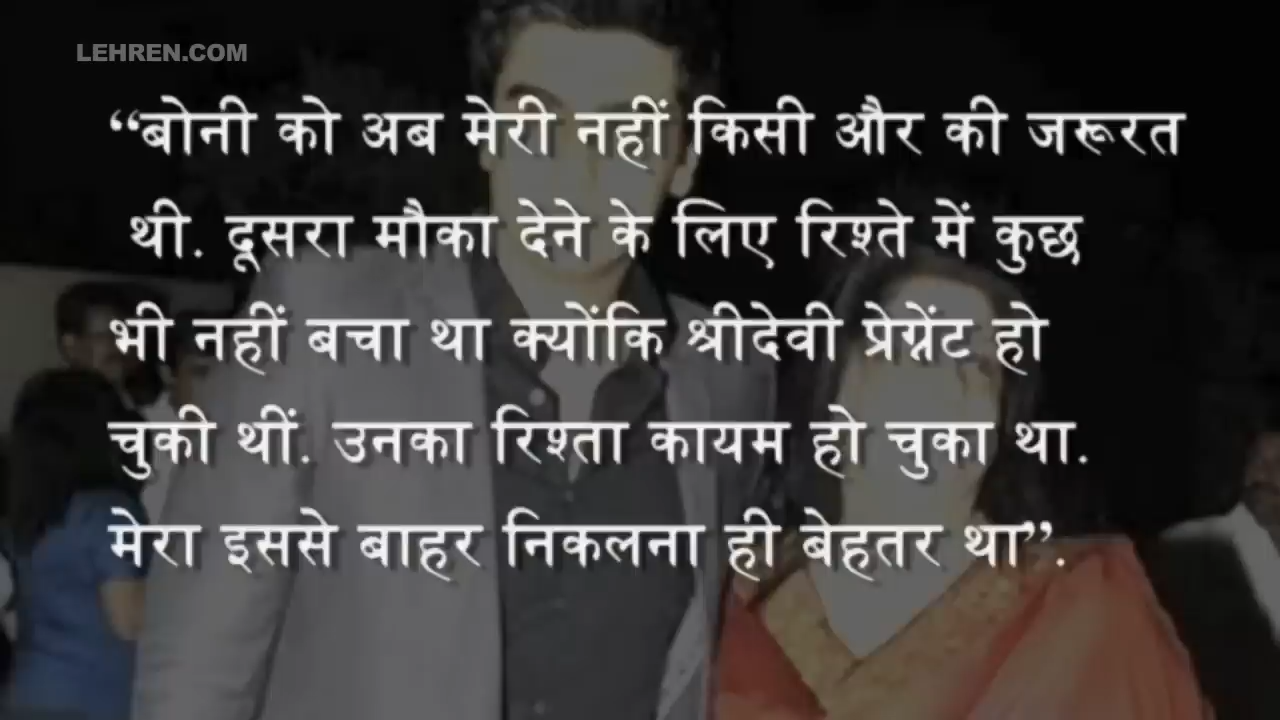 LEHREN.COM
“बोनी को अब मेरी नहीं किसी और की जरूरत
थी. दूसरा मौका देने के लिए रिश्ते में कुछ
भी नहीं बचा था क्योंकि श्रीदेवी प्रेग्नेंट हो
चुकी थीं. उनका रिश्ता कायम हो चुका था.
मेरा इससे बाहर निकलना ही बेहतर था”.